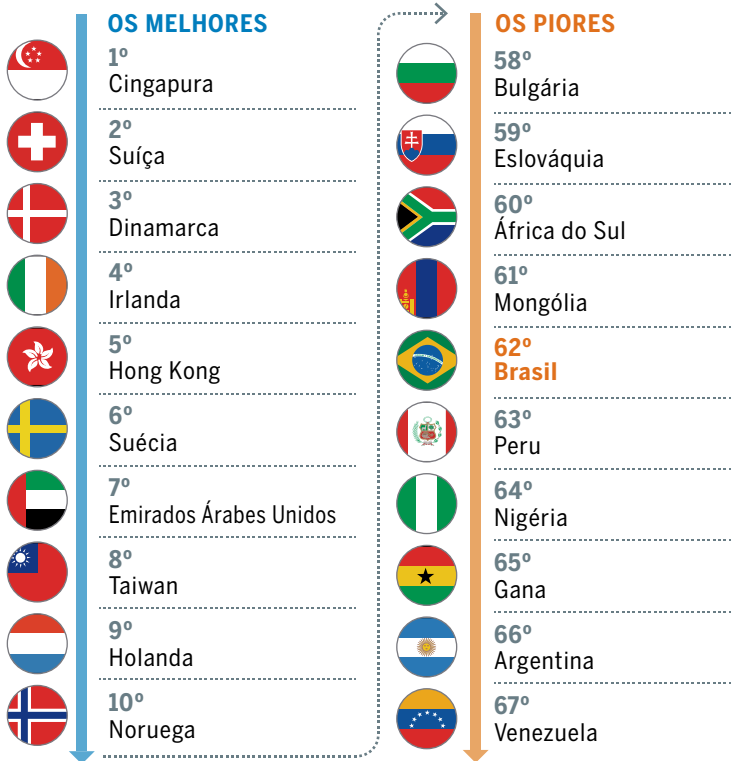 OS MELHORES
1º
Cingapura
2º
Suíça
3º
Dinamarca
4º
Irlanda
5º
Hong Kong
6º
Suécia
7º
Emirados Árabes Unidos
8º
Taiwan
9º
Holanda
10º
Noruega
OS PIORES
58º
Bulgária
59º
Eslováquia
60º
África do Sul
61º
Mongólia
62º
Brasil
63º
Peru
64º
Nigéria
65º
Gana
66º
Argentina
67º
Venezuela